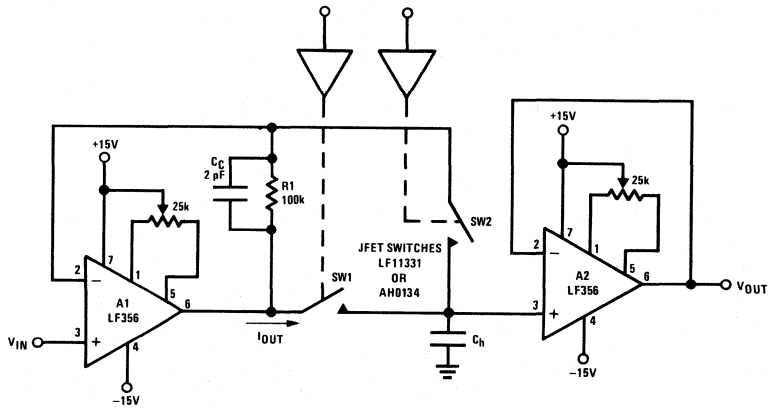 +15V
25k
7
1
5
2
−
A1
LF356
6
3
+
VIN
4
−15V
CC
2 pF
R1
100k
IOUT
SW1
JFET SWITCHES
LF11331
OR
AH0134
SW2
Ch
+15V
25k
7
1
5
2
−
A2
LF356
6
3
+
VOUT
4
−15V